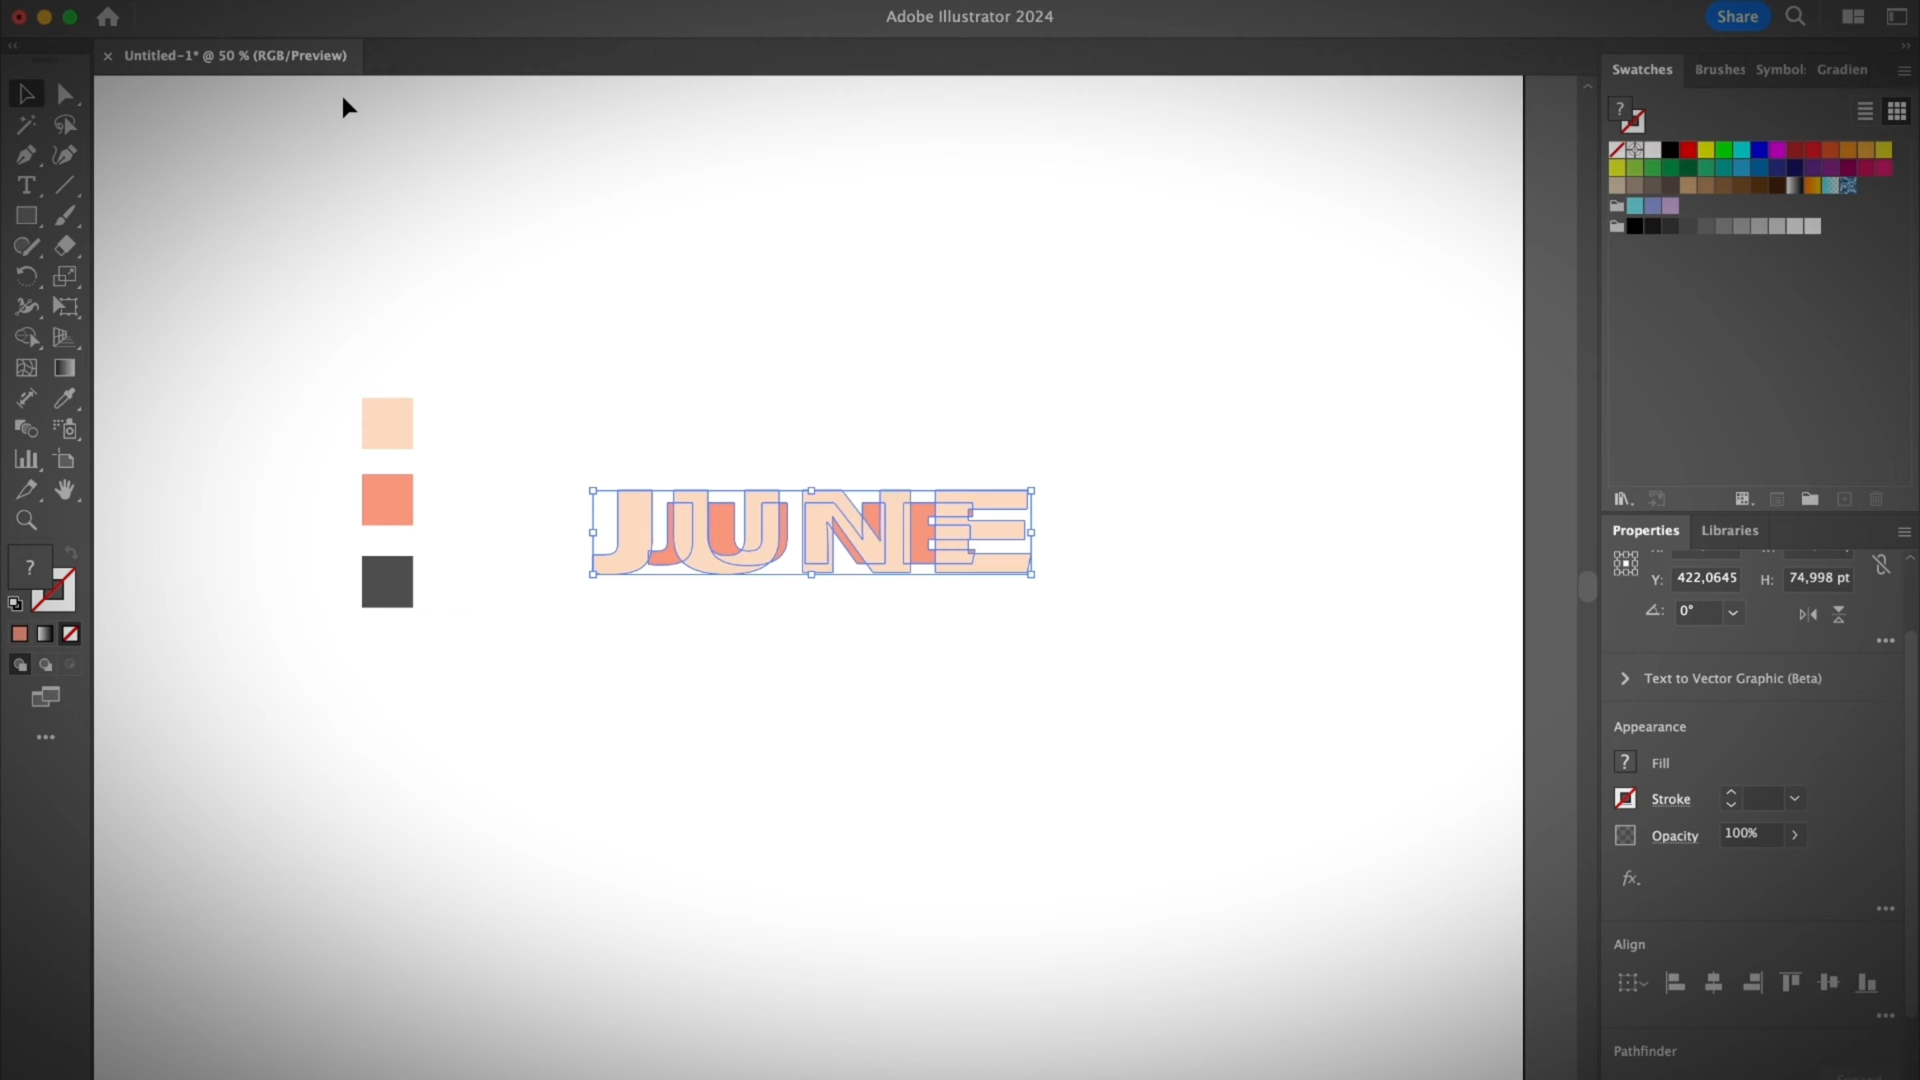 Adobe Illustrator 2024
Share
Untitled-1* @ 50 % (RGB/Preview)
Swatches Brushes Symbol: Gradien
?
JUNE
Properties Libraries
Y: 422,0645 H: 74,998 pt
0°
Text to Vector Graphic (Beta)
Appearance
? Fill
Stroke
Opacity 100%
fx.
Align
Pathfinder
?